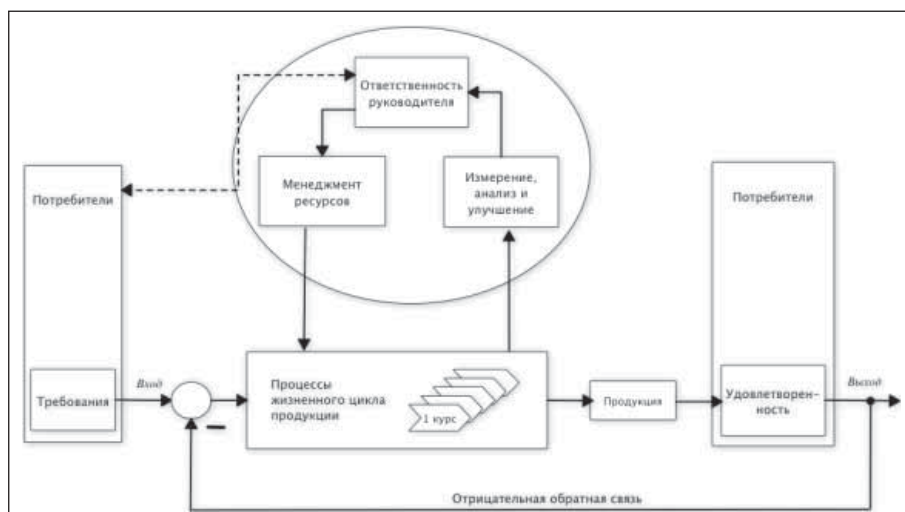 Ответственность
руководителя
Менеджмент
ресурсов
Измерение,
анализ и
улучшение
Потребители
Потребители
Требования
Вход
Процессы
жизненного цикла
продукции
1 курс
Продукция
Удовлетворен-
ность
Выход
Отрицательная обратная связь